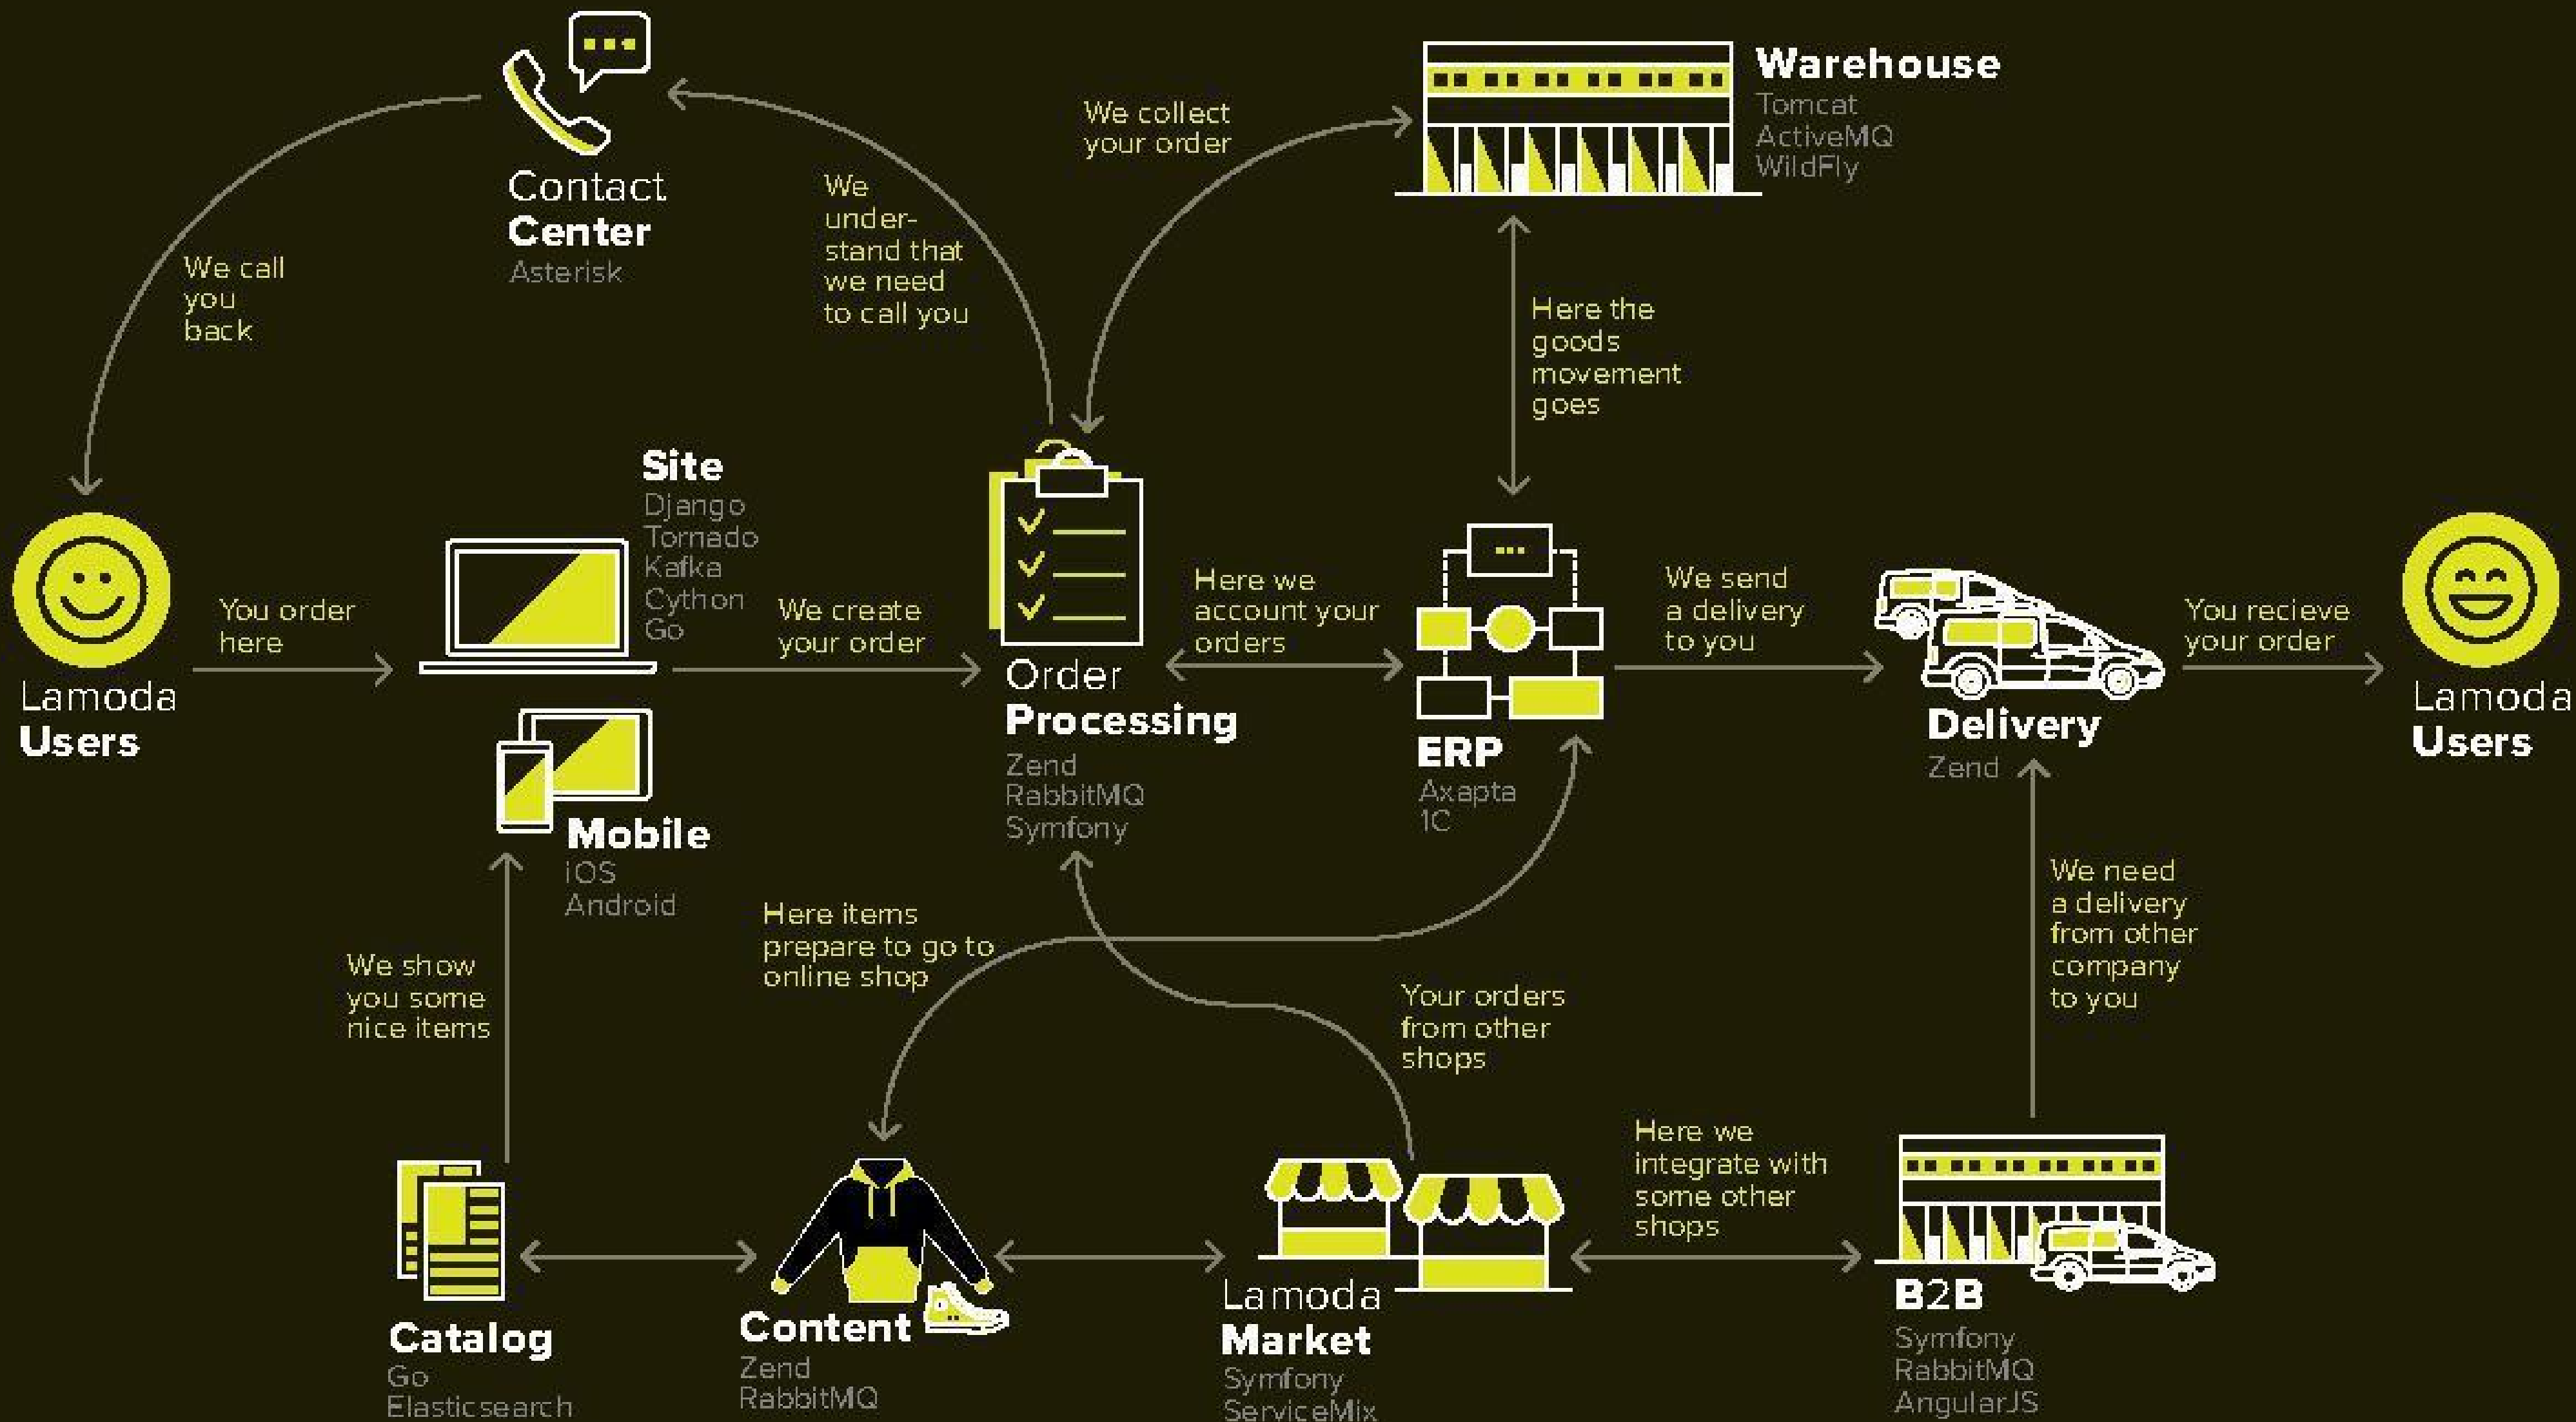 Contact
Center
Asterisk
We call
you
back
We
under-
stand that
we need
to call you
We collect
your order
Warehouse
Tomcat
ActiveMQ
WildFly
Here the
goods
movement
goes
Lamoda
Users
You order
here
Site
Django
Tornado
Kafka
Cython
Go
Mobile
iOS
Android
We create
your order
Order
Processing
Zend
RabbitMQ
Symfony
Here we
account your
orders
ERP
Axapta
1C
We send
a delivery
to you
Delivery
Zend
You recieve
your order
Lamoda
Users
We show
you some
nice items
Here items
prepare to go to
online shop
Your orders
from other
shops
We need
a delivery
from other
company
to you
Catalog
Go
Elasticsearch
Content
Zend
RabbitMQ
Lamoda
Market
Symfony
ServiceMix
Here we
integrate with
some other
shops
B2B
Symfony
RabbitMQ
AngularJS